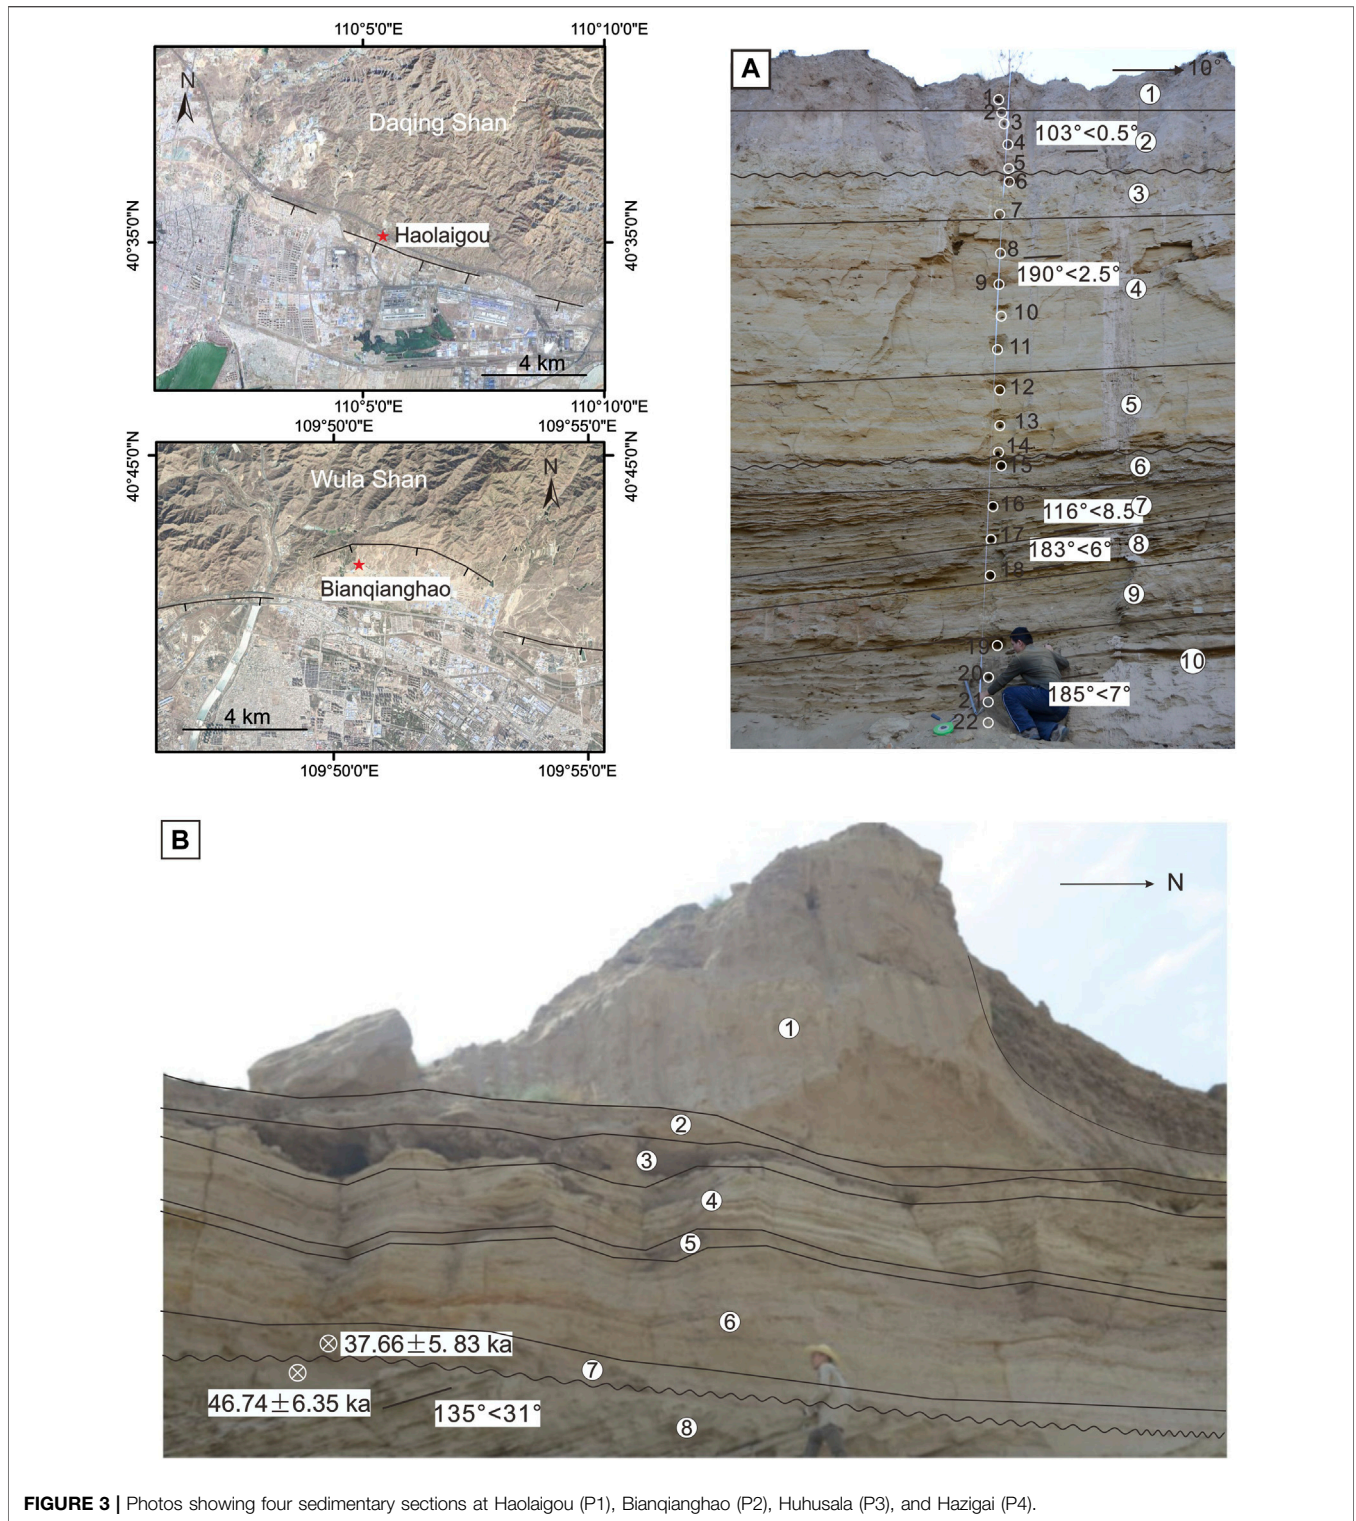 110°5'0"E
110°10'0"E
N
Daqing Shan
40°35'0"N
40°35'0"N
Haolaigou
4 km
110°5'0"E
110°10'0"E
109°50'0"E
109°55'0"E
40°45'0"N
40°45'0"N
Wula Shan
N
Bianqianghao
4 km
109°50'0"E
109°55'0"E
A
10°
1
1
2
3
103°<0.5°
2
4
5
6
3
7
8
190°<2.5°
9
4
10
11
12
5
13
14
15
6
16
116°<8.5
7
17
183°<6°
8
18
9
19
10
20
185°<7°
2
22
B
N
1
2
3
4
5
6
37.66±5.83 ka
7
46.74±6.35 ka
135°<31°
8
FIGURE 3 | Photos showing four sedimentary sections at Haolaigou (P1), Bianqianghao (P2), Huhusala (P3), and Hazigai (P4).